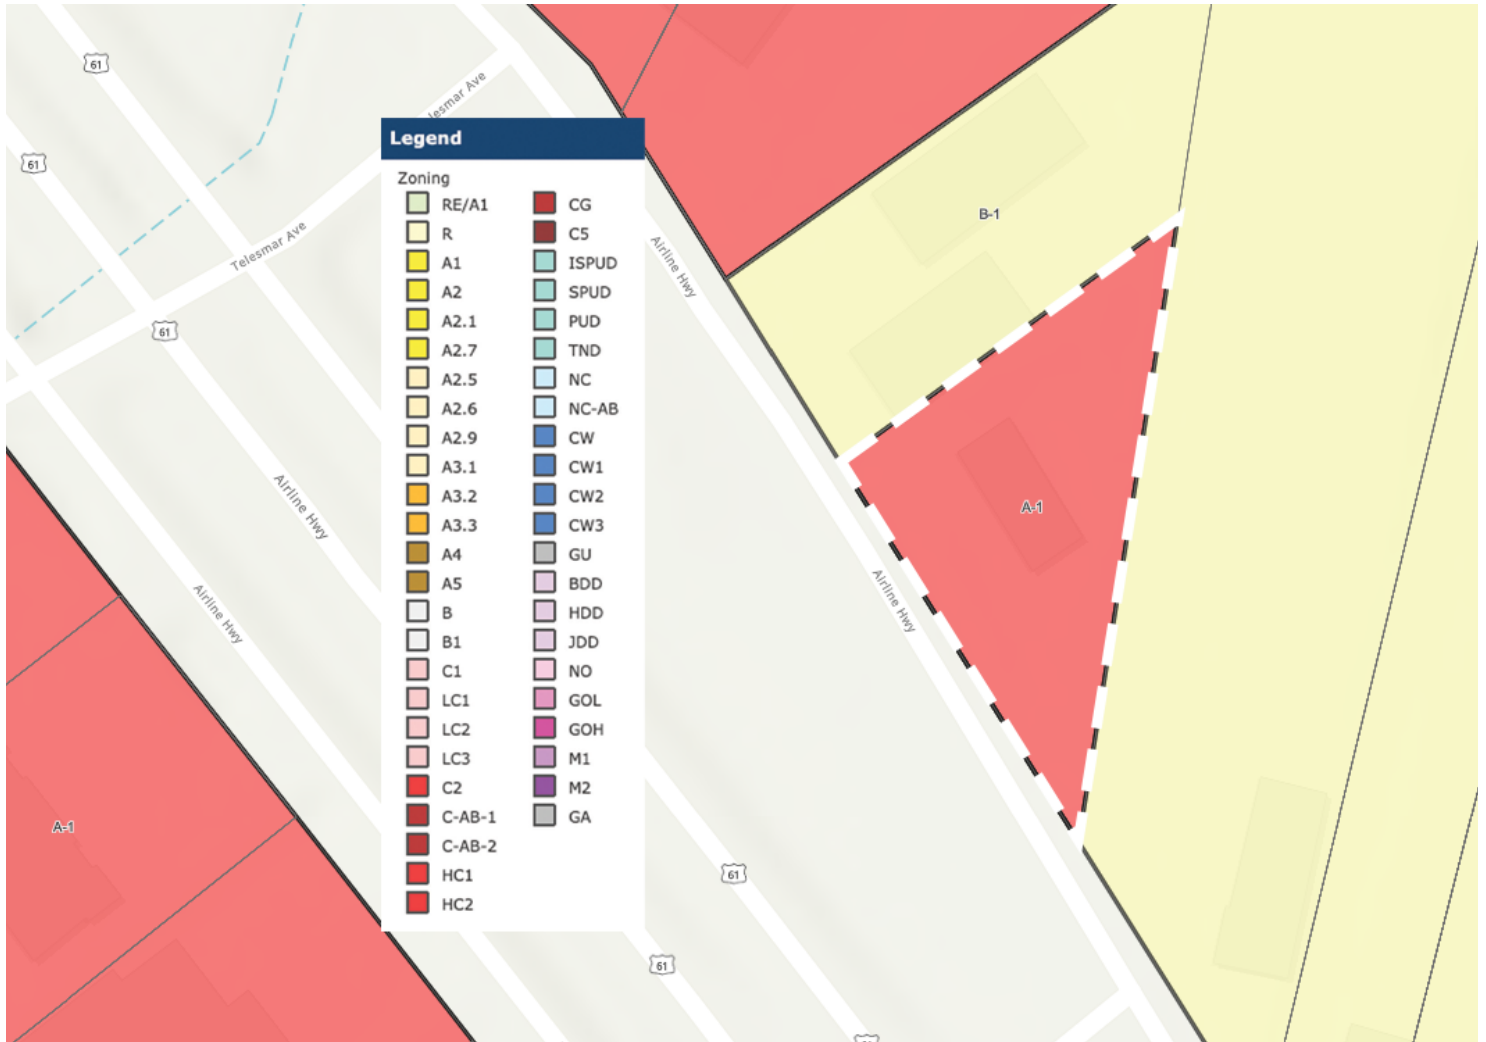 61
lesmar Ave
Legend
61
Zoning
RE/A1
R
A1
A2
A2.1
A2.7
A2.5
A2.6
A2.9
A3.1
A3.2
A3.3
A4
A5
B
B1
C1
LC1
LC2
LC3
C2
C-AB-1
C-AB-2
HC1
HC2
CG
C5
ISPUD
SPUD
PUD
TND
NC
NC-AB
CW
CW1
CW2
CW3
GU
BDD
HDD
JDD
NO
GOL
GOH
M1
M2
GA
B-1
Telesmar Ave
Airline Hwy
61
Airline Hwy
A-1
Airline Hwy
Airline Hwy
A-1
61
61